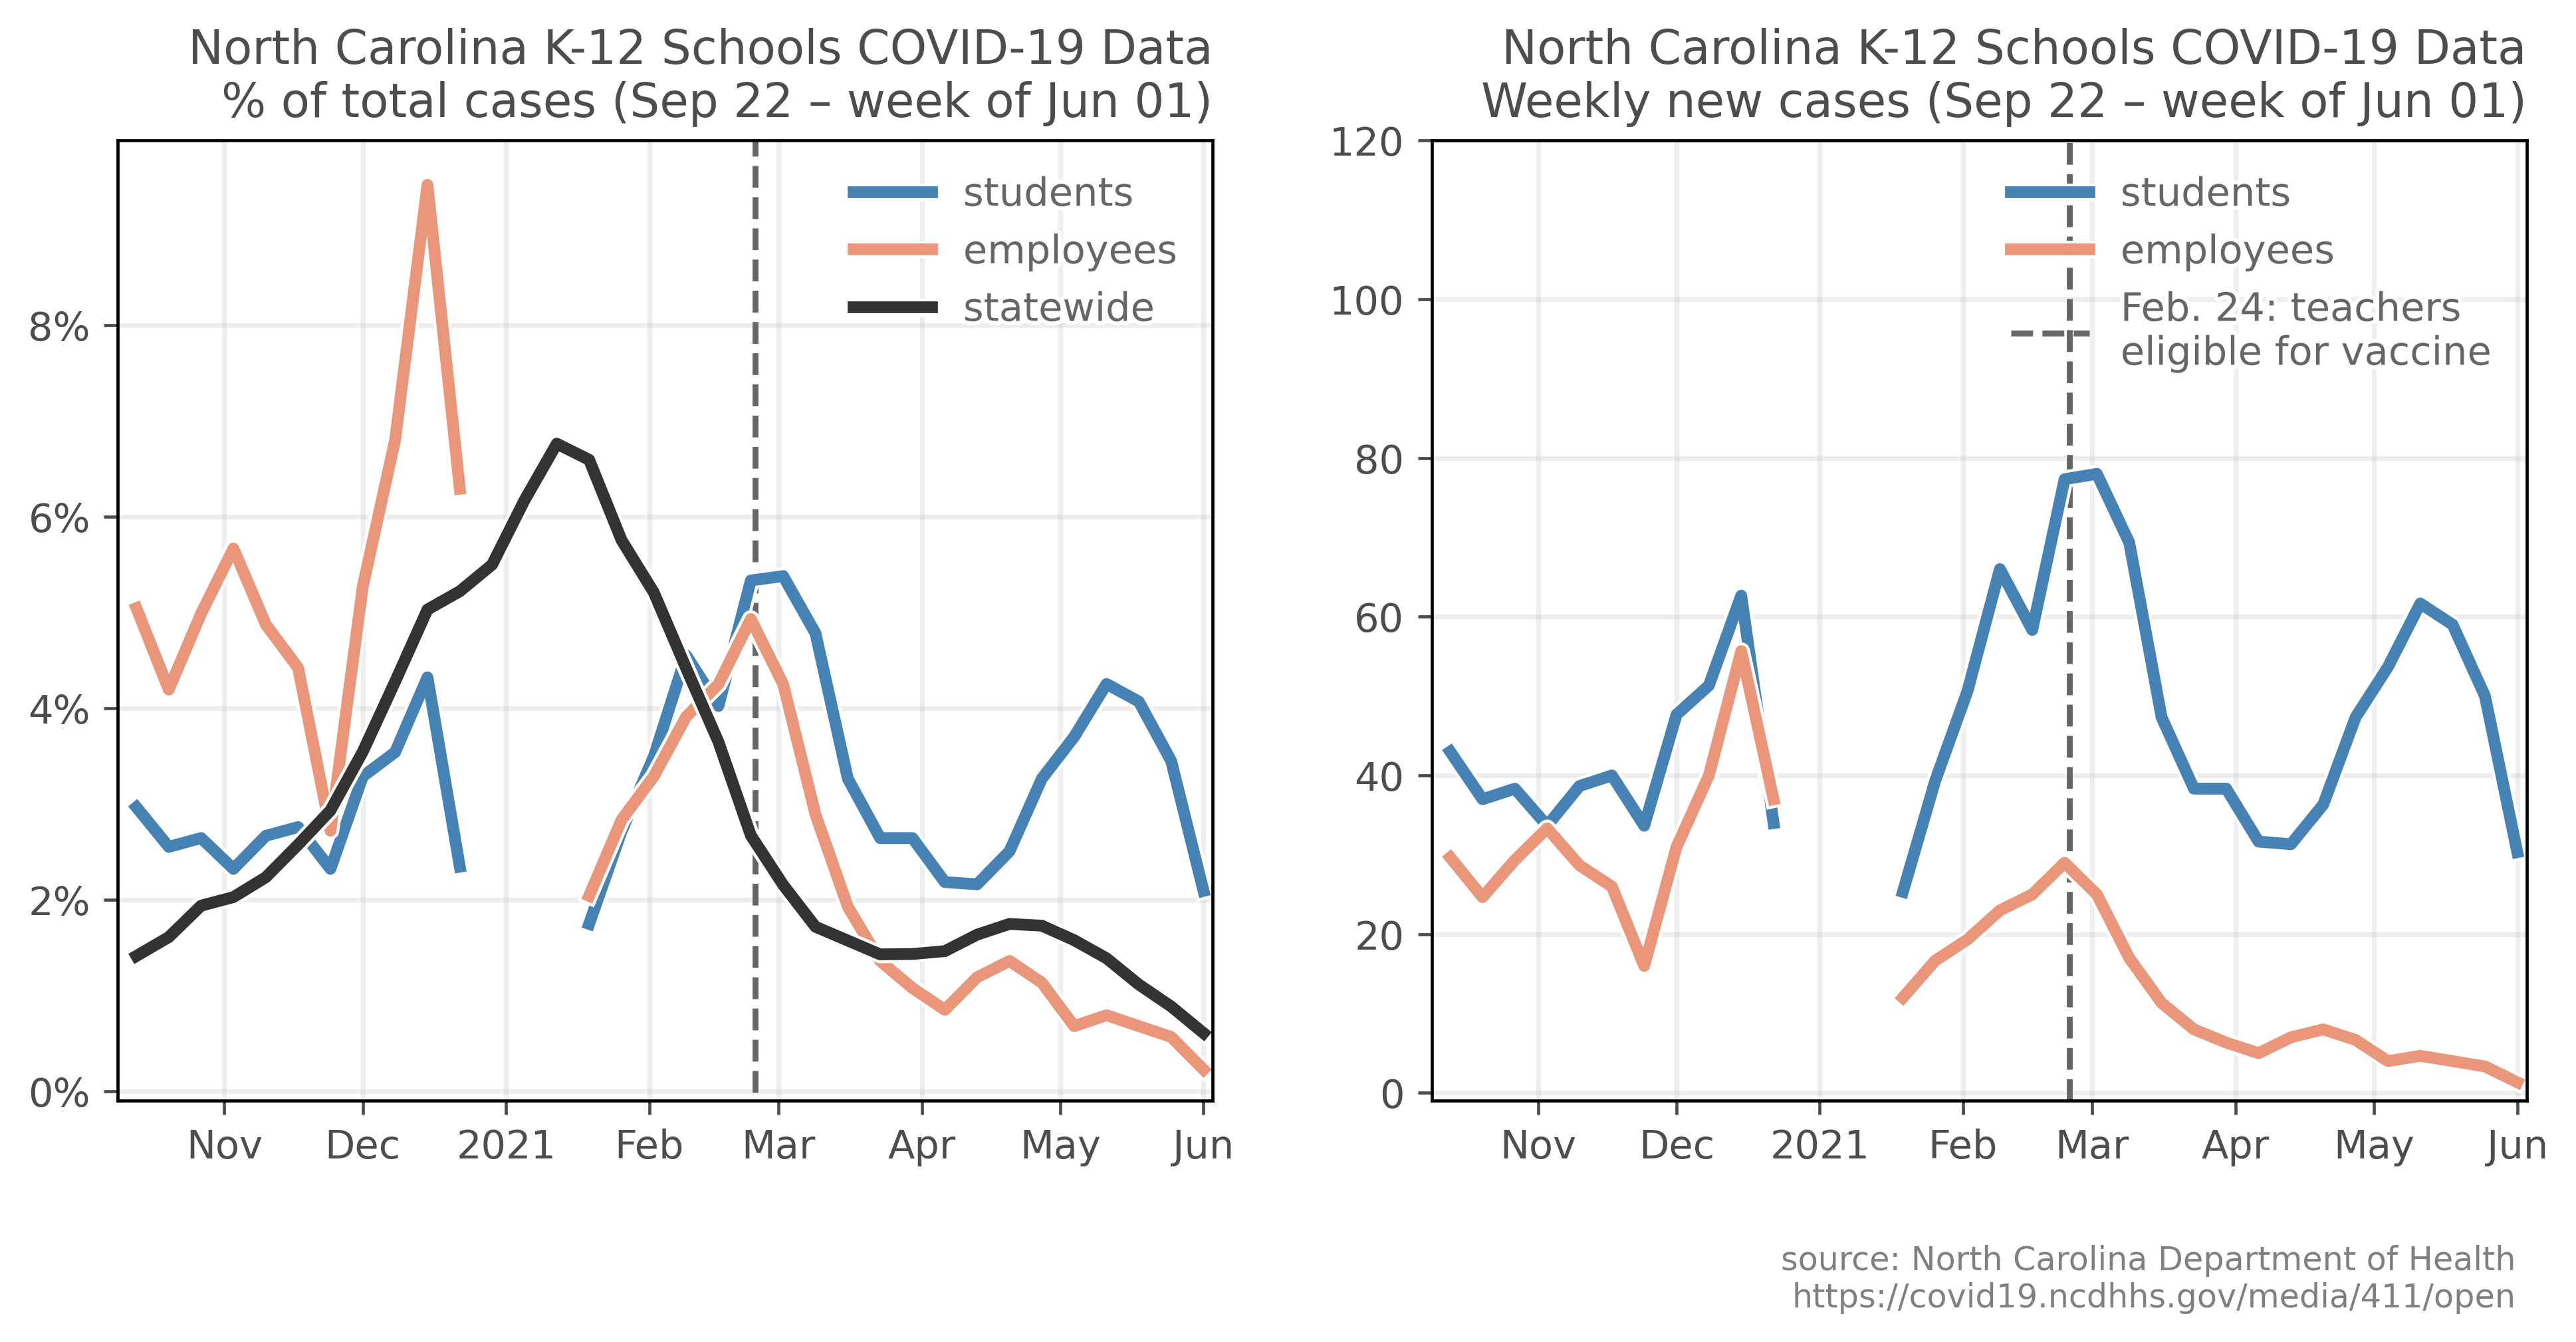 North Carolina K-12 Schools COVID-19 Data
% of total cases (Sep 22 – week of Jun 01)
8%
6%
4%
2%
0%
Nov Dec 2021 Feb Mar Apr May Jun
students
employees
statewide
North Carolina K-12 Schools COVID-19 Data
Weekly new cases (Sep 22 – week of Jun 01)
120
100
80
60
40
20
0
Nov Dec 2021 Feb Mar Apr May Jun
students
employees
Feb. 24: teachers
eligible for vaccine
source: North Carolina Department of Health
https://covid19.ncdhhs.gov/media/411/open